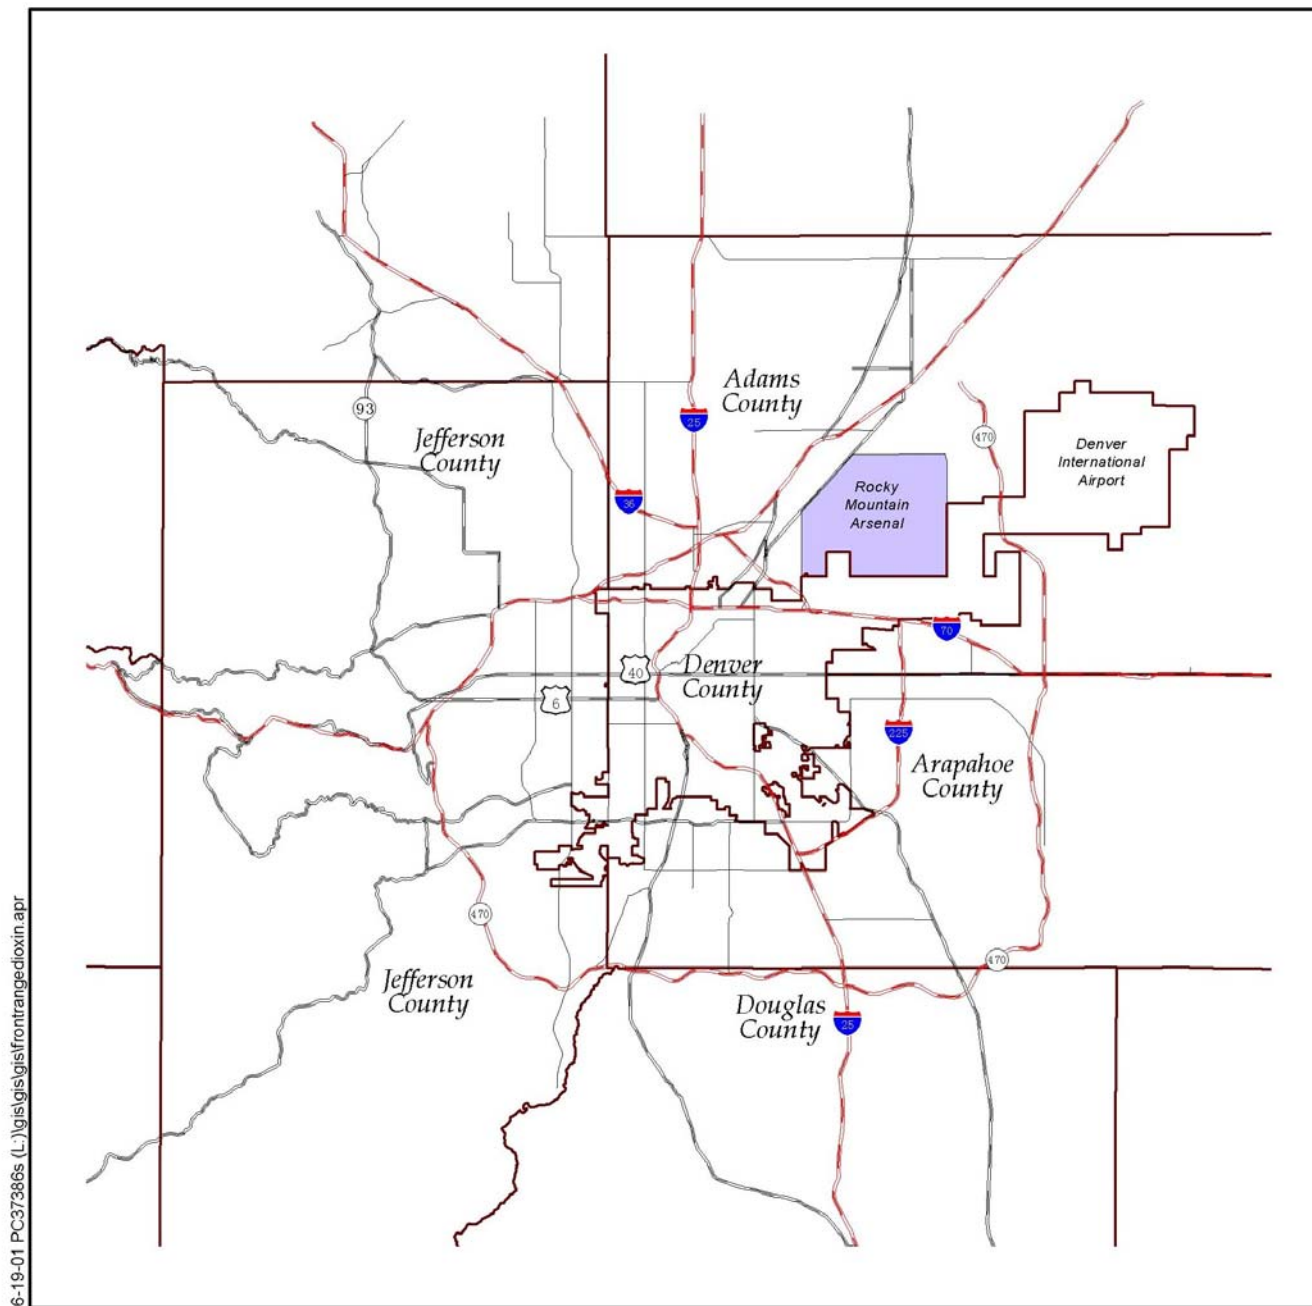 Adams
County
93
25
Jefferson
County
470
Denver
International
Airport
36
Rocky
Mountain
Arsenal
70
Denver
County
40
6
225
Arapahoe
County
470
470
Jefferson
County
Douglas
County
25
6-19-01 PC37386s (L:)\gis\gis\gis\frontrangedioxin.apr